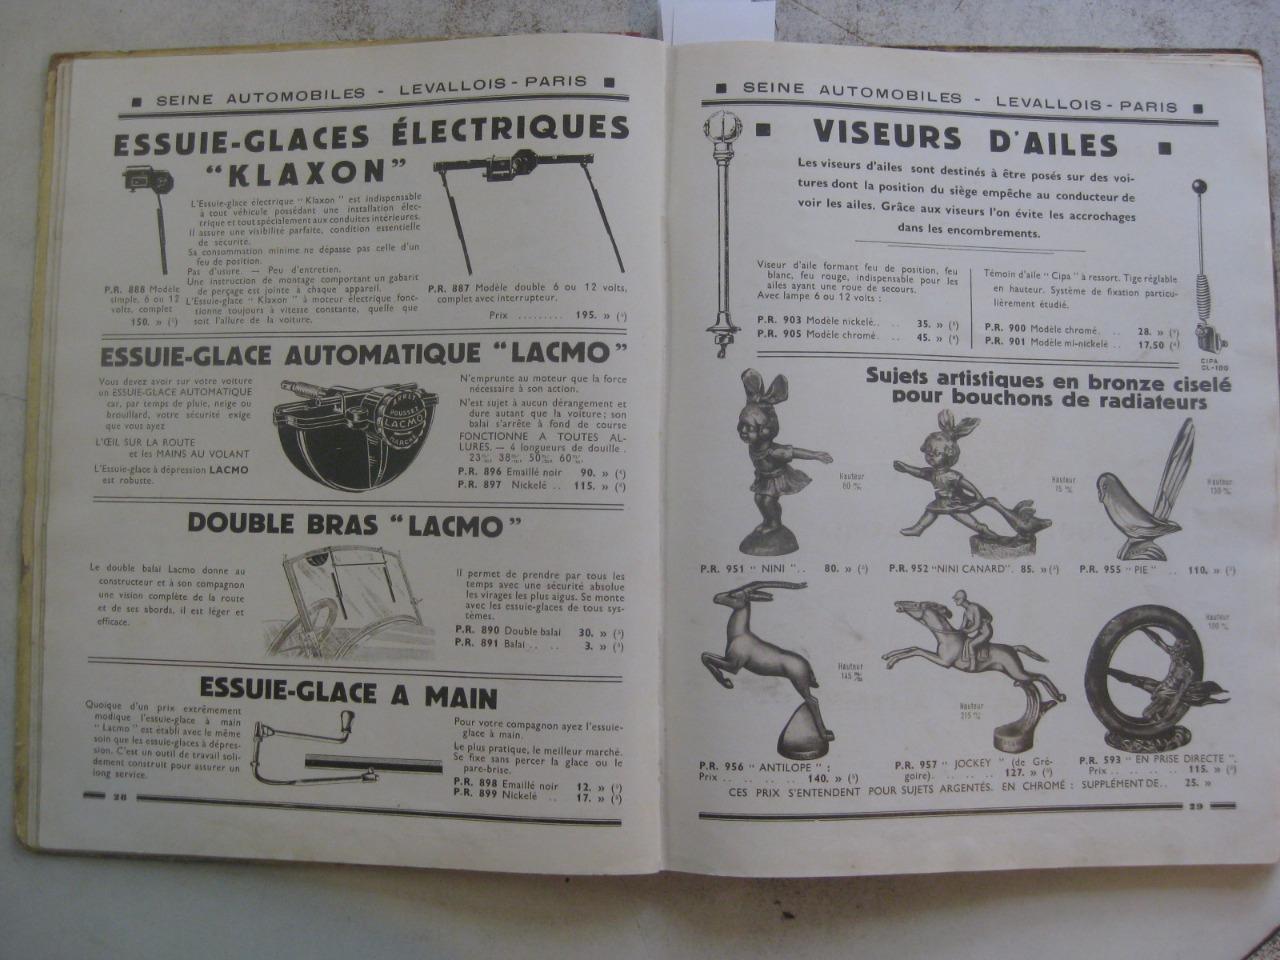 ■ SEINE AUTOMOBILES - LEVALLOIS - PARIS ■
ESSUIE-GLACES ÉLECTRIQUES
“KLAXON”
L'Essuie-glace électrique “ Klaxon ” est indispensable
à tout véhicule possédant une installation élec-
trique et tout spécialement aux conduites intérieures.
Il assure une visibilité parfaite, condition essentielle
de sécurité.
Sa consommation minime ne dépasse pas celle d'un
feu de position.
Pas d'usure. — Peu d'entretien.
Une instruction de montage comportant un gabarit
de perçage est jointe à chaque appareil.
L'Essuie-glace “ Klaxon ” à moteur électrique fonc-
tionne toujours à vitesse constante, quelle que
soit l'allure de la voiture.
P.R. 888 Modèle
simple, 6 ou 12
volts, complet
150. »
P.R. 887 Modèle double 6 ou 12 volts,
complet avec interrupteur.
Prix ......... 195. »
ESSUIE-GLACE AUTOMATIQUE “LACMO”
Vous devez avoir sur votre voiture
un ESSUIE-GLACE AUTOMATIQUE
car, par temps de pluie, neige ou
brouillard, votre sécurité exige
que vous ayez
L'ŒIL SUR LA ROUTE
et les MAINS AU VOLANT
L'Essuie-glace à dépression LACMO
est robuste.
POUSSEZ
LACMO
MARCHE
N'emprunte au moteur que la force
nécessaire à son action.
N'est sujet à aucun dérangement et
dure autant que la voiture ; son
balai s'arrête à fond de course
FONCTIONNE A TOUTES AL-
LURES. — 4 longueurs de douille.
23 m/m, 38 m/m, 50 m/m, 60 m/m.
P.R. 896 Emaillé noir 90. » (4)
P.R. 897 Nickelé .. 115. » (4)
DOUBLE BRAS “LACMO”
Le double balai Lacmo donne au
constructeur et à son compagnon
une vision complète de la route
et de ses abords, il est léger et
efficace.
Il permet de prendre par tous les
temps avec une sécurité absolue
les virages les plus aigus. Se monte
avec les essuie-glaces de tous sys-
tèmes.
P.R. 890 Double balai 30. »
P.R. 891 Balai .. .. 3. »
ESSUIE-GLACE A MAIN
Quoique d'un prix extrêmement
modique l'essuie-glace à main
“ Lacmo ” est établi avec le même
soin que les essuie-glaces à dépres-
sion. C'est un outil de travail soli-
dement construit pour assurer un
long service.
Pour votre compagnon ayez l'essuie-
glace à main.
Le plus pratique, le meilleur marché.
Se fixe sans percer la glace ou le
pare-brise.
P.R. 898 Emaillé noir 12. »
P.R. 899 Nickelé .. 17. »
28
■ SEINE AUTOMOBILES - LEVALLOIS - PARIS ■
■ VISEURS D'AILES ■
Les viseurs d'ailes sont destinés à être posés sur des voi-
tures dont la position du siège empêche au conducteur de
voir les ailes. Grâce aux viseurs l'on évite les accrochages
dans les encombrements.
Viseur d'aile formant feu de position, feu
blanc, feu rouge, indispensable pour les
ailes ayant une roue de secours.
Avec lampe 6 ou 12 volts :
P.R. 903 Modèle nickelé.. .. 35. »
P.R. 905 Modèle chromé. .. 45. »
Témoin d'aile “ Cipa ” à ressort. Tige réglable
en hauteur. Système de fixation particu-
lièrement étudié.
P.R. 900 Modèle chromé. .. 28. »
P.R. 901 Modèle mi-nickelé .. 17.50
CIPA
CL-100
Sujets artistiques en bronze ciselé
pour bouchons de radiateurs
Hauteur
80 m/m
Hauteur
75 m/m
Hauteur
P.R. 951 “ NINI ”.. 80. »
P.R. 952 “NINI CANARD”. 85. »
P.R. 955 “ PIE ” .. 110. »
Hauteur
145 m/m
Hauteur
215 m/m
Hauteur
100 m/m
P.R. 956 “ ANTILOPE ” :
Prix .. .. .. .. .. 140. »
P.R. 957 “ JOCKEY ” (de Gré-
goire). .. .. .. .. 127. »
P.R. 593 “ EN PRISE DIRECTE ”.
Prix.. .. .. .. .. 115. »
CES PRIX S'ENTENDENT POUR SUJETS ARGENTÉS. EN CHROMÉ : SUPPLÉMENT DE.. 25. »
29